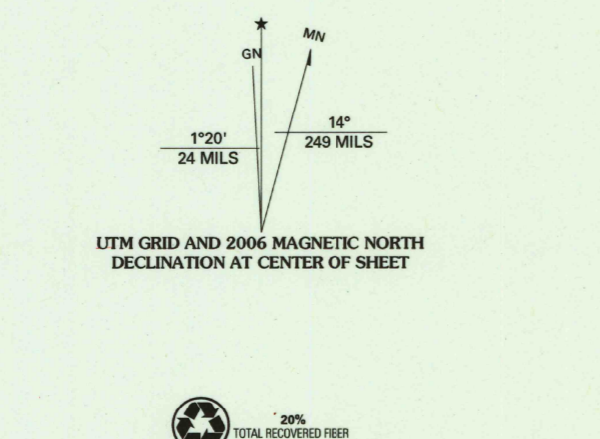 MN
GN
1°20'
24 MILS
14°
249 MILS
UTM GRID AND 2006 MAGNETIC NORTH
DECLINATION AT CENTER OF SHEET
20%
TOTAL RECOVERED FIBER